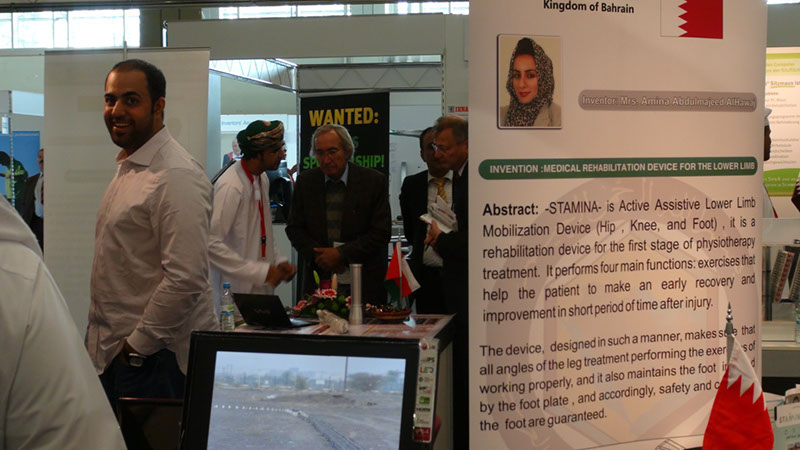 Kingdom of Bahrain
Inventor: Mrs. Amina Abdulmajeed AlHawaj
INVENTION : MEDICAL REHABILITATION DEVICE FOR THE LOWER LIMB
Abstract: -STAMINA- is Active Assistive Lower Limb
Mobilization Device (Hip , Knee, and Foot) , it is a
rehabilitation device for the first stage of physiotherapy
treatment. It performs four main functions: exercises that
help the patient to make an early recovery and
improvement in short period of time after injury.
The device, designed in such a manner, makes that
all angles of the leg treatment performing the of
working properly, and it also maintains the foot
by the foot plate , and accordingly, safety and
the foot are guaranteed.
WANTED:
SHIP!